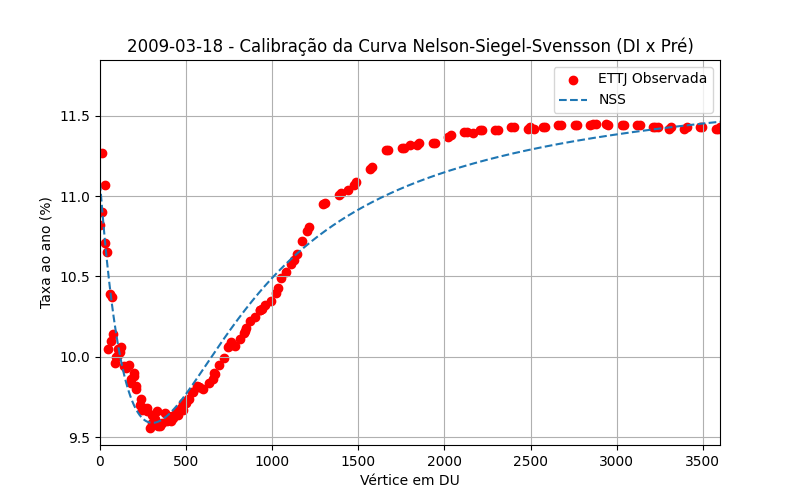 2009-03-18 - Calibração da Curva Nelson-Siegel-Svensson (DI x Pré)
ETTJ Observada
NSS
Taxa ao ano (%)
11.5
11.0
10.5
10.0
9.5
0 500 1000 1500 2000 2500 3000 3500
Vértice em DU